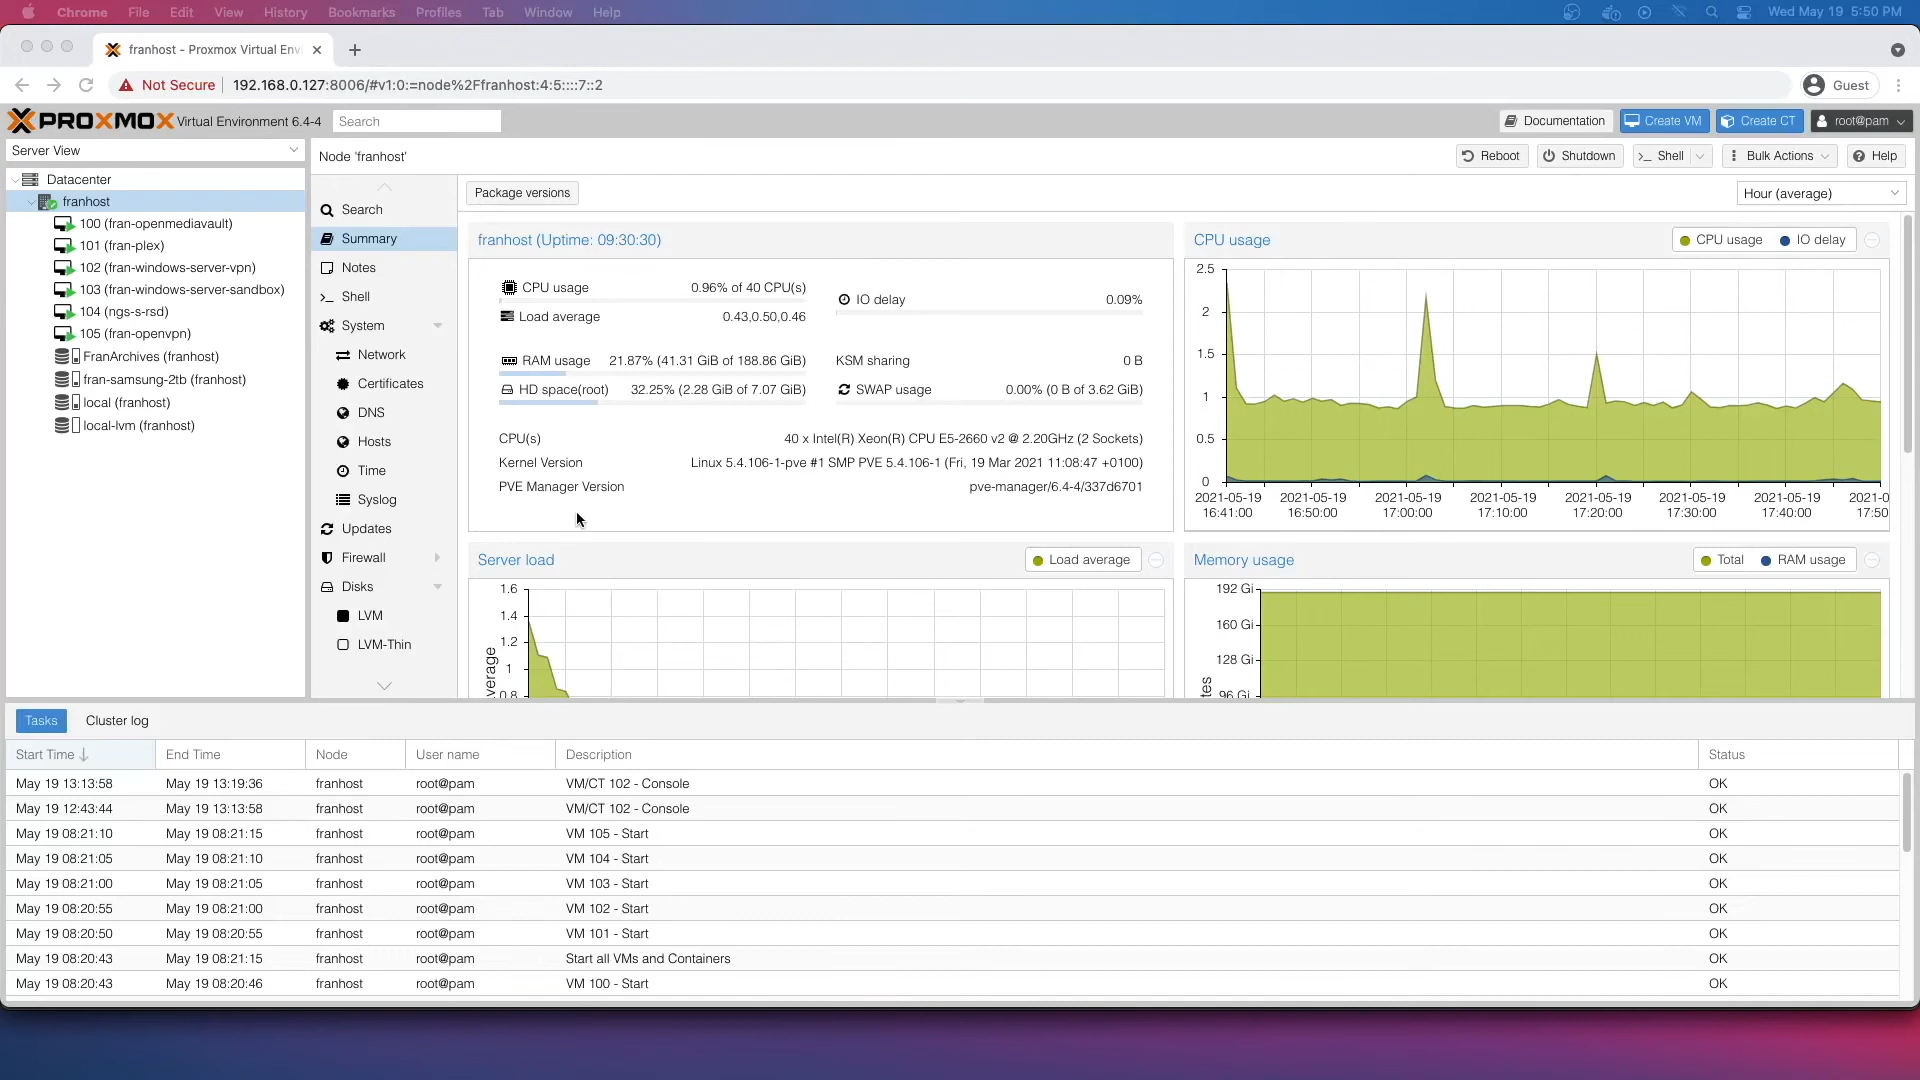 Chrome File Edit View History Bookmarks Profiles Tab Window Help Wed May 19 5:50 PM
franhost - Proxmox Virtual Envi
Not Secure 192.168.0.127:8006/#v1:0:=node%2Ffranhost:4:5::::7::2 Guest
PROXMOX Virtual Environment 6.4-4 Search Documentation Create VM Create CT root@pam
Server View
Node 'franhost' Reboot Shutdown Shell Bulk Actions Help
Datacenter
franhost
100 (fran-openmediavault)
101 (fran-plex)
102 (fran-windows-server-vpn)
103 (fran-windows-server-sandbox)
104 (ngs-s-rsd)
105 (fran-openvpn)
FranArchives (franhost)
fran-samsung-2tb (franhost)
local (franhost)
local-lvm (franhost)
Search
Summary
Notes
Shell
System
Network
Certificates
DNS
Hosts
Time
Syslog
Updates
Firewall
Disks
LVM
LVM-Thin
Package versions Hour (average)
franhost (Uptime: 09:30:30)
CPU usage 0.96% of 40 CPU(s)
IO delay 0.09%
Load average 0.43,0.50,0.46
RAM usage 21.87% (41.31 GiB of 188.86 GiB)
KSM sharing 0 B
HD space(root) 32.25% (2.28 GiB of 7.07 GiB)
SWAP usage 0.00% (0 B of 3.62 GiB)
CPU(s) 40 x Intel(R) Xeon(R) CPU E5-2660 v2 @ 2.20GHz (2 Sockets)
Kernel Version Linux 5.4.106-1-pve #1 SMP PVE 5.4.106-1 (Fri, 19 Mar 2021 11:08:47 +0100)
PVE Manager Version pve-manager/6.4-4/337d6701
CPU usage CPU usage IO delay
2.5
2
1.5
1
0.5
0
2021-05-19 2021-05-19 2021-05-19 2021-05-19 2021-05-19 2021-05-19 2021-05-19 2021-0
16:41:00 16:50:00 17:00:00 17:10:00 17:20:00 17:30:00 17:40:00 17:50
Server load Load average
1.6
1.4
1.2
1
0.8
verage
Memory usage Total RAM usage
192 Gi
160 Gi
128 Gi
96 Gi
tes
Tasks Cluster log
Start Time End Time Node User name Description Status
May 19 13:13:58 May 19 13:19:36 franhost root@pam VM/CT 102 - Console OK
May 19 12:43:44 May 19 13:13:58 franhost root@pam VM/CT 102 - Console OK
May 19 08:21:10 May 19 08:21:15 franhost root@pam VM 105 - Start OK
May 19 08:21:05 May 19 08:21:10 franhost root@pam VM 104 - Start OK
May 19 08:21:00 May 19 08:21:05 franhost root@pam VM 103 - Start OK
May 19 08:20:55 May 19 08:21:00 franhost root@pam VM 102 - Start OK
May 19 08:20:50 May 19 08:20:55 franhost root@pam VM 101 - Start OK
May 19 08:20:43 May 19 08:21:15 franhost root@pam Start all VMs and Containers OK
May 19 08:20:43 May 19 08:20:46 franhost root@pam VM 100 - Start OK